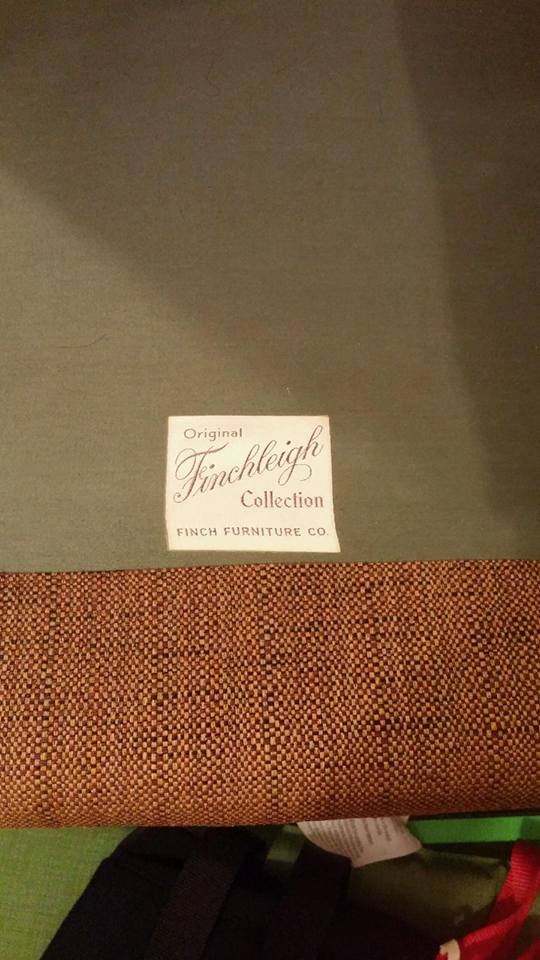 Original
Finchleigh
Collection
FINCH FURNITURE CO.